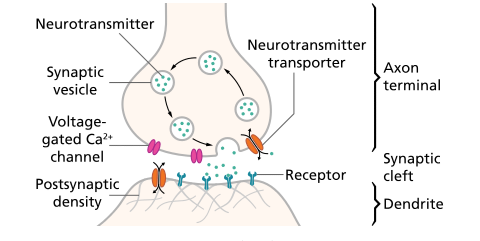 Neurotransmitter
Synaptic
vesicle
Voltage-
gated Ca²⁺
channel
Postsynaptic
density
Neurotransmitter
transporter
Receptor
Axon
terminal
Synaptic
cleft
Dendrite